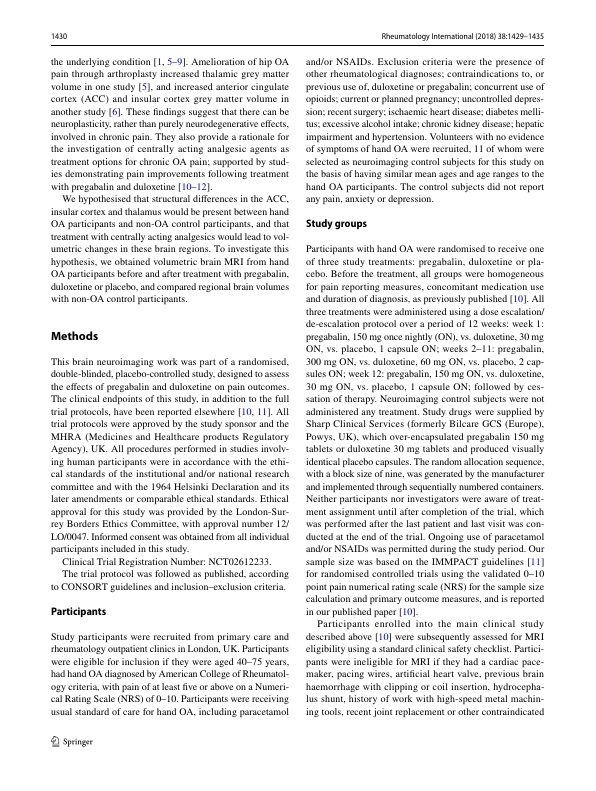 1430
Rheumatology International (2018) 38:1429–1435
the underlying condition [1, 5–9]. Amelioration of hip OA
pain through arthroplasty increased thalamic grey matter
volume in one study [5], and increased anterior cingulate
cortex (ACC) and insular cortex grey matter volume in
another study [6]. These findings suggest that there can be
neuroplasticity, rather than purely neurodegenerative effects,
involved in chronic pain. They also provide a rationale for
the investigation of centrally acting analgesic agents as
treatment options for chronic OA pain; supported by stud-
ies demonstrating pain improvements following treatment
with pregabalin and duloxetine [10–12].
We hypothesised that structural differences in the ACC,
insular cortex and thalamus would be present between hand
OA participants and non-OA control participants, and that
treatment with centrally acting analgesics would lead to vol-
umetric changes in these brain regions. To investigate this
hypothesis, we obtained volumetric brain MRI from hand
OA participants before and after treatment with pregabalin,
duloxetine or placebo, and compared regional brain volumes
with non-OA control participants.
Methods
This brain neuroimaging work was part of a randomised,
double-blinded, placebo-controlled study, designed to assess
the effects of pregabalin and duloxetine on pain outcomes.
The clinical endpoints of this study, in addition to the full
trial protocols, have been reported elsewhere [10, 11]. All
trial protocols were approved by the study sponsor and the
MHRA (Medicines and Healthcare products Regulatory
Agency), UK. All procedures performed in studies involv-
ing human participants were in accordance with the ethi-
cal standards of the institutional and/or national research
committee and with the 1964 Helsinki Declaration and its
later amendments or comparable ethical standards. Ethical
approval for this study was provided by the London-Sur-
rey Borders Ethics Committee, with approval number 12/
LO/0047. Informed consent was obtained from all individual
participants included in this study.
Clinical Trial Registration Number: NCT02612233.
The trial protocol was followed as published, according
to CONSORT guidelines and inclusion–exclusion criteria.
Participants
Study participants were recruited from primary care and
rheumatology outpatient clinics in London, UK. Participants
were eligible for inclusion if they were aged 40–75 years,
had hand OA diagnosed by American College of Rheumatol-
ogy criteria, with pain of at least five or above on a Numeri-
cal Rating Scale (NRS) of 0–10. Participants were receiving
usual standard of care for hand OA, including paracetamol
and/or NSAIDs. Exclusion criteria were the presence of
other rheumatological diagnoses; contraindications to, or
previous use of, duloxetine or pregabalin; concurrent use of
opioids; current or planned pregnancy; uncontrolled depres-
sion; recent surgery; ischaemic heart disease; diabetes melli-
tus; excessive alcohol intake; chronic kidney disease; hepatic
impairment and hypertension. Volunteers with no evidence
of symptoms of hand OA were recruited, 11 of whom were
selected as neuroimaging control subjects for this study on
the basis of having similar mean ages and age ranges to the
hand OA participants. The control subjects did not report
any pain, anxiety or depression.
Study groups
Participants with hand OA were randomised to receive one
of three study treatments: pregabalin, duloxetine or pla-
cebo. Before the treatment, all groups were homogeneous
for pain reporting measures, concomitant medication use
and duration of diagnosis, as previously published [10]. All
three treatments were administered using a dose escalation/
de-escalation protocol over a period of 12 weeks: week 1:
pregabalin, 150 mg once nightly (ON), vs. duloxetine, 30 mg
ON, vs. placebo, 1 capsule ON; weeks 2–11: pregabalin,
300 mg ON, vs. duloxetine, 60 mg ON, vs. placebo, 2 cap-
sules ON; week 12: pregabalin, 150 mg ON, vs. duloxetine,
30 mg ON, vs. placebo, 1 capsule ON; followed by ces-
sation of therapy. Neuroimaging control subjects were not
administered any treatment. Study drugs were supplied by
Sharp Clinical Services (formerly Bilcare GCS (Europe),
Powys, UK), which over-encapsulated pregabalin 150 mg
tablets or duloxetine 30 mg tablets and produced visually
identical placebo capsules. The random allocation sequence,
with a block size of nine, was generated by the manufacturer
and implemented through sequentially numbered containers.
Neither participants nor investigators were aware of treat-
ment assignment until after completion of the trial, which
was performed after the last patient and last visit was con-
ducted at the end of the trial. Ongoing use of paracetamol
and/or NSAIDs was permitted during the study period. Our
sample size was based on the IMMPACT guidelines [11]
for randomised controlled trials using the validated 0–10
point pain numerical rating scale (NRS) for the sample size
calculation and primary outcome measures, and is reported
in our published paper [10].
Participants enrolled into the main clinical study
described above [10] were subsequently assessed for MRI
eligibility using a standard clinical safety checklist. Partici-
pants were ineligible for MRI if they had a cardiac pace-
maker, pacing wires, artificial heart valve, previous brain
haemorrhage with clipping or coil insertion, hydrocepha-
lus shunt, history of work with high-speed metal machin-
ing tools, recent joint replacement or other contraindicated
Springer